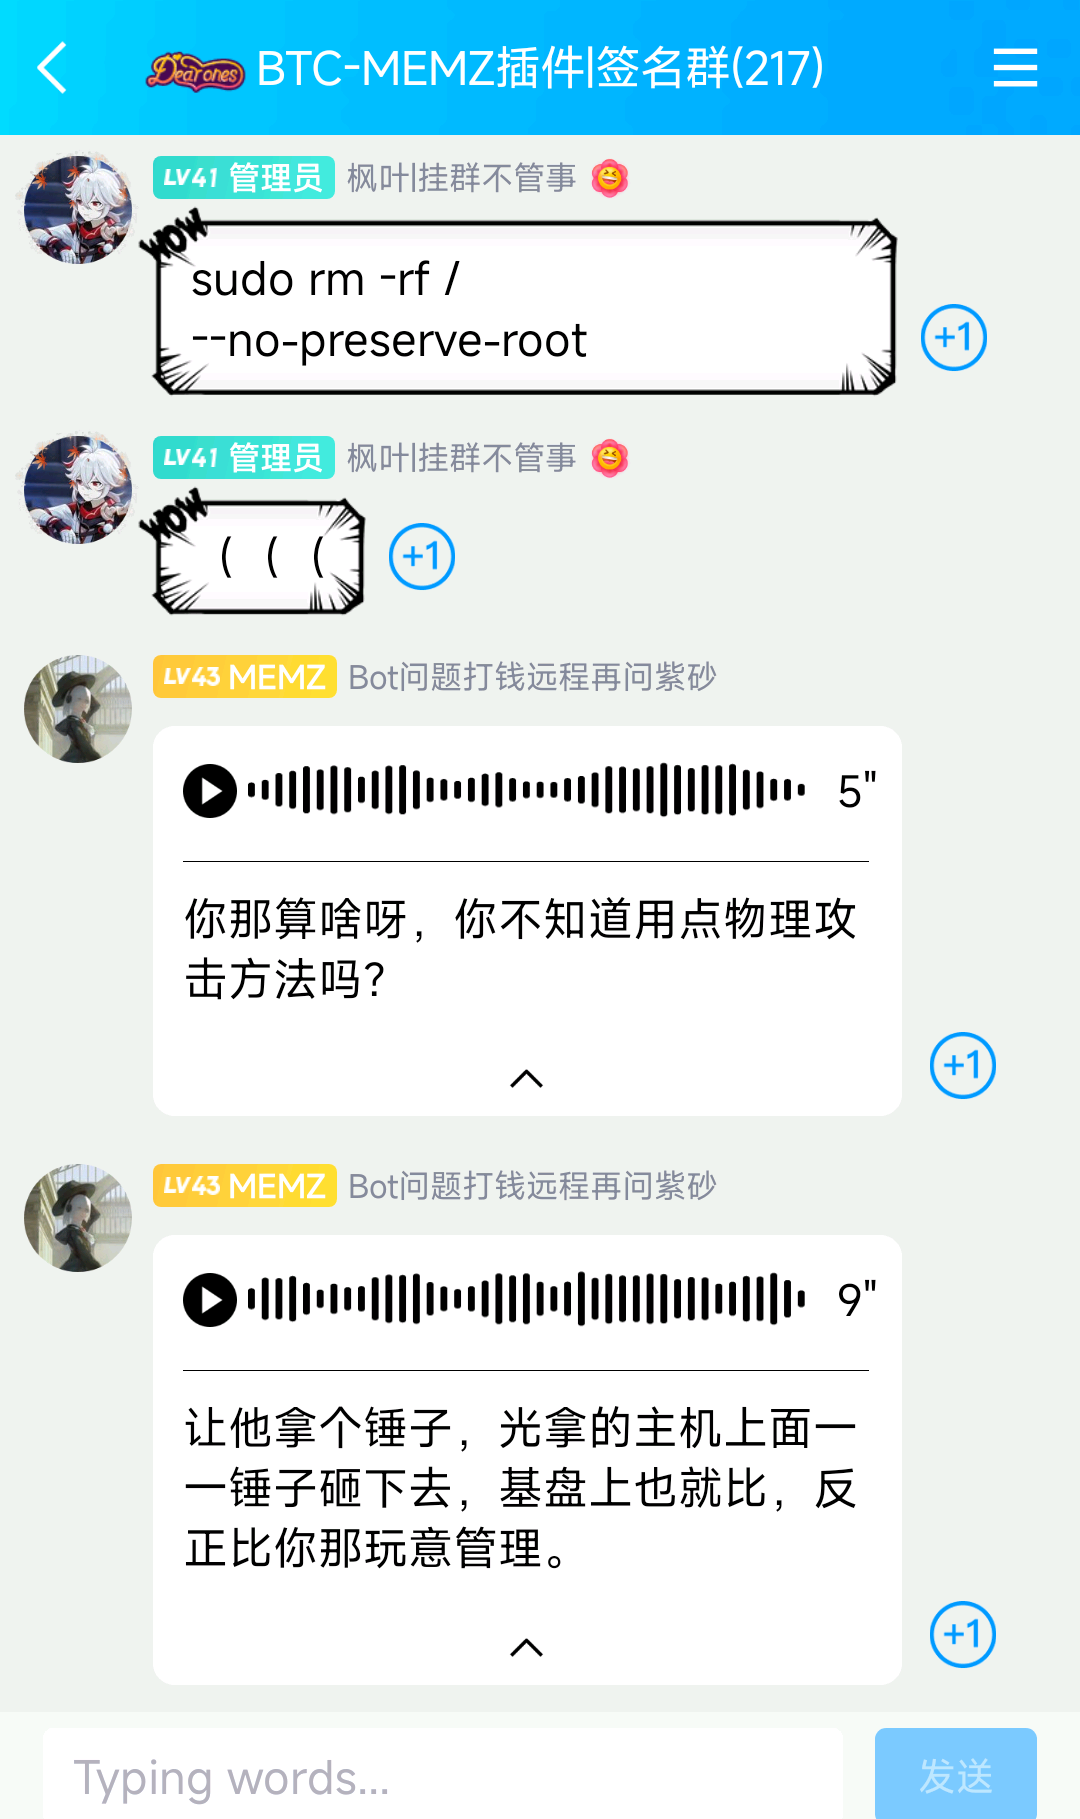 Dear ones
BTC-MEMZ插件|签名群(217)
LV41 管理员 枫叶|挂群不管事
WOW
sudo rm -rf /
--no-preserve-root
+1
LV41 管理员 枫叶|挂群不管事
WOW
( ( (
+1
LV43 MEMZ Bot问题打钱远程再问紫砂
5"
你那算啥呀，你不知道用点物理攻
击方法吗？
+1
LV43 MEMZ Bot问题打钱远程再问紫砂
9"
让他拿个锤子，光拿的主机上面一
一锤子砸下去，基盘上也就比，反
正比你那玩意管理。
+1
Typing words...
发送